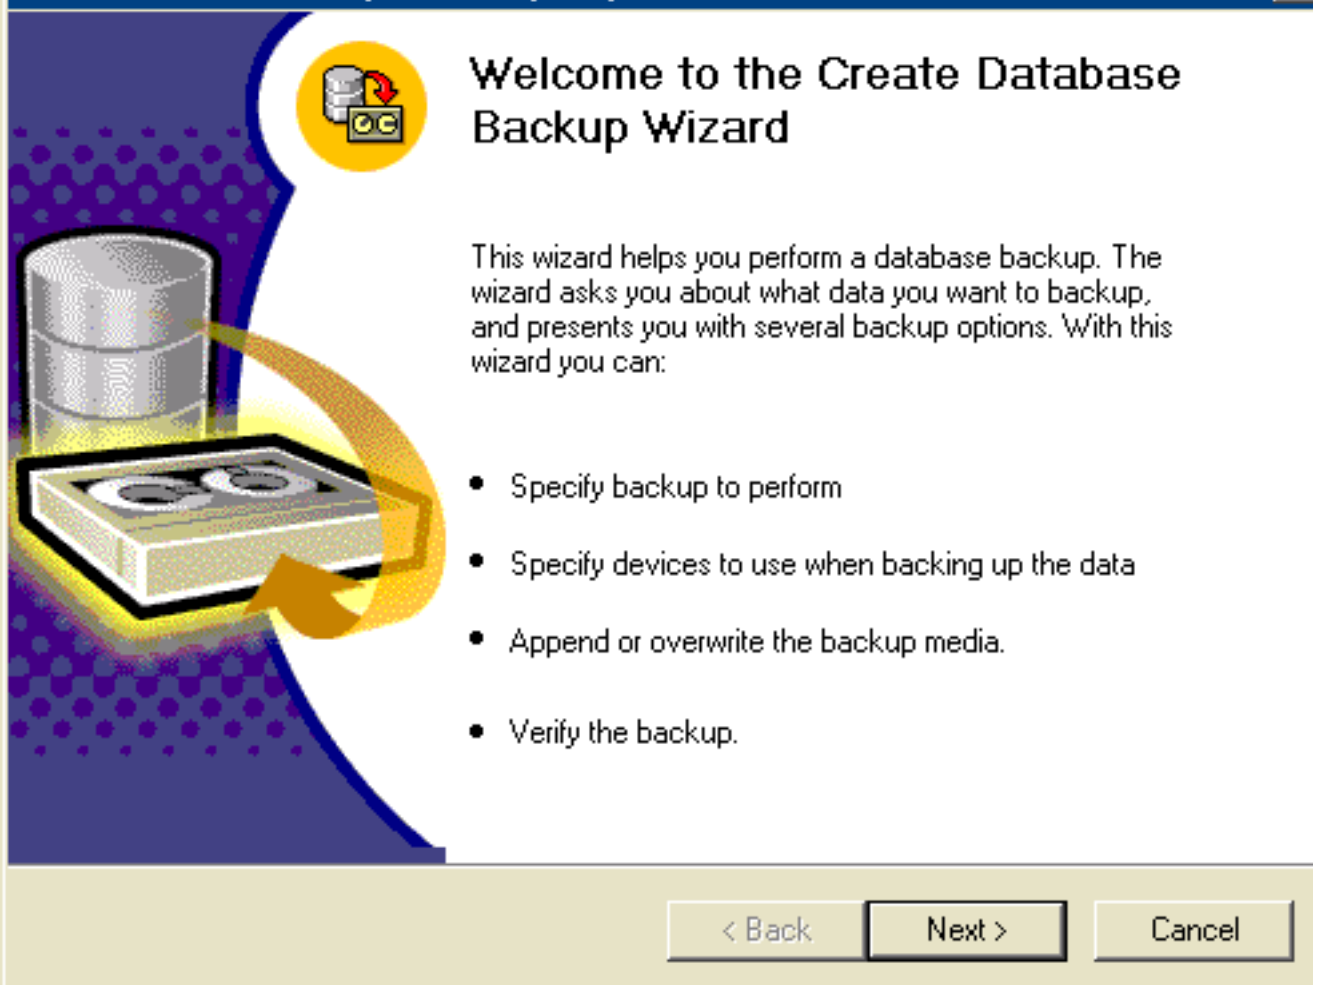 Welcome to the Create Database
Backup Wizard
This wizard helps you perform a database backup. The
wizard asks you about what data you want to backup,
and presents you with several backup options. With this
wizard you can:
• Specify backup to perform
• Specify devices to use when backing up the data
• Append or overwrite the backup media.
• Verify the backup.
< Back
Next >
Cancel